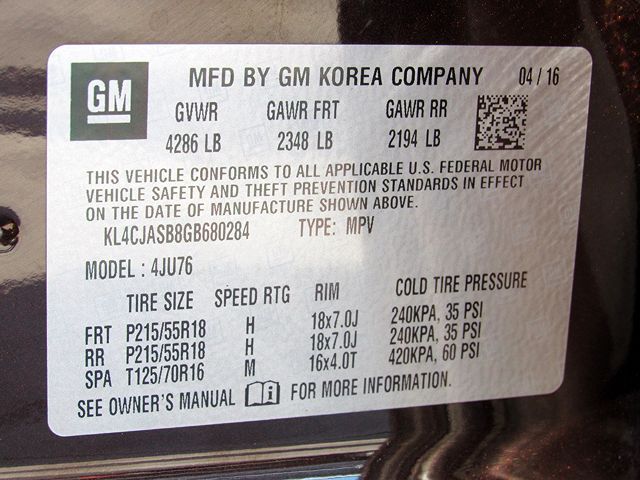 GM
MFD BY GM KOREA COMPANY 04 / 16
GVWR GAWR FRT GAWR RR
4286 LB 2348 LB 2194 LB
THIS VEHICLE CONFORMS TO ALL APPLICABLE U.S. FEDERAL MOTOR
VEHICLE SAFETY AND THEFT PREVENTION STANDARDS IN EFFECT
ON THE DATE OF MANUFACTURE SHOWN ABOVE.
KL4CJASB8GB680284 TYPE: MPV
MODEL : 4JU76
TIRE SIZE SPEED RTG RIM COLD TIRE PRESSURE
FRT P215/55R18 H 18x7.0J 240KPA, 35 PSI
RR P215/55R18 H 18x7.0J 240KPA, 35 PSI
SPA T125/70R16 M 16x4.0T 420KPA, 60 PSI
SEE OWNER'S MANUAL i FOR MORE INFORMATION.